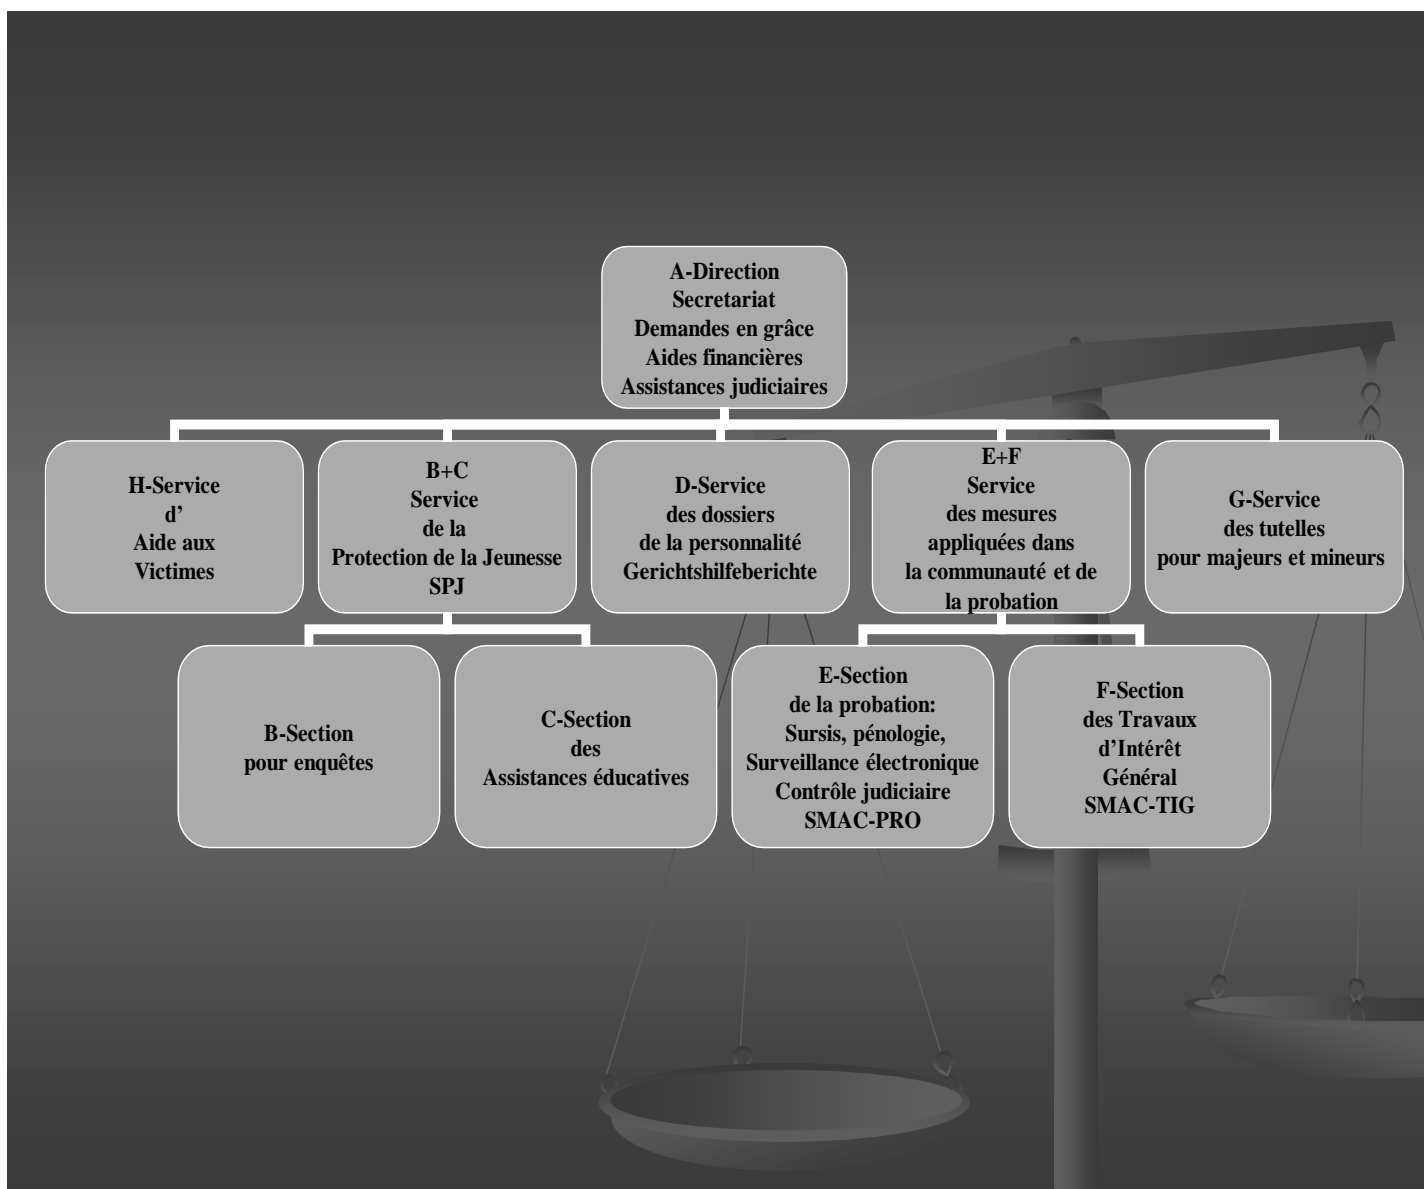 A-Direction
Secretariat
Demandes en grâce
Aides financières
Assistances judiciaires
H-Service
d’
Aide aux
Victimes
B+C
Service
de la
Protection de la Jeunesse
SPJ
D-Service
des dossiers
de la personnalité
Gerichtshilfeberichte
E+F
Service
des mesures
appliquées dans
la communauté et de
la probation
G-Service
des tutelles
pour majeurs et mineurs
B-Section
pour enquêtes
C-Section
des
Assistances éducatives
E-Section
de la probation:
Sursis, pénologie,
Surveillance électronique
Contrôle judiciaire
SMAC-PRO
F-Section
des Travaux
d’Intérêt
Général
SMAC-TIG